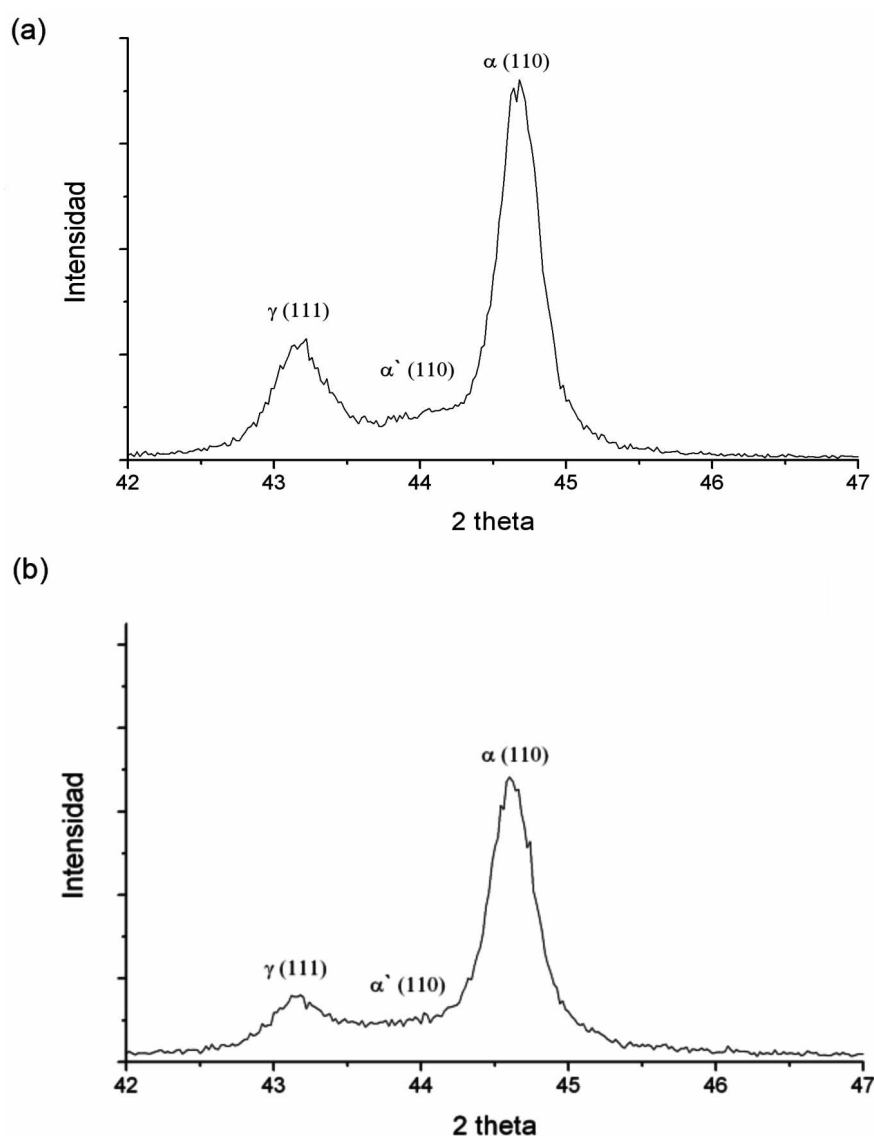 (a)
α (110)
γ (111)
α` (110)
Intensidad
42 43 44 45 46 47
2 theta
(b)
α (110)
γ (111)
α` (110)
Intensidad
42 43 44 45 46 47
2 theta